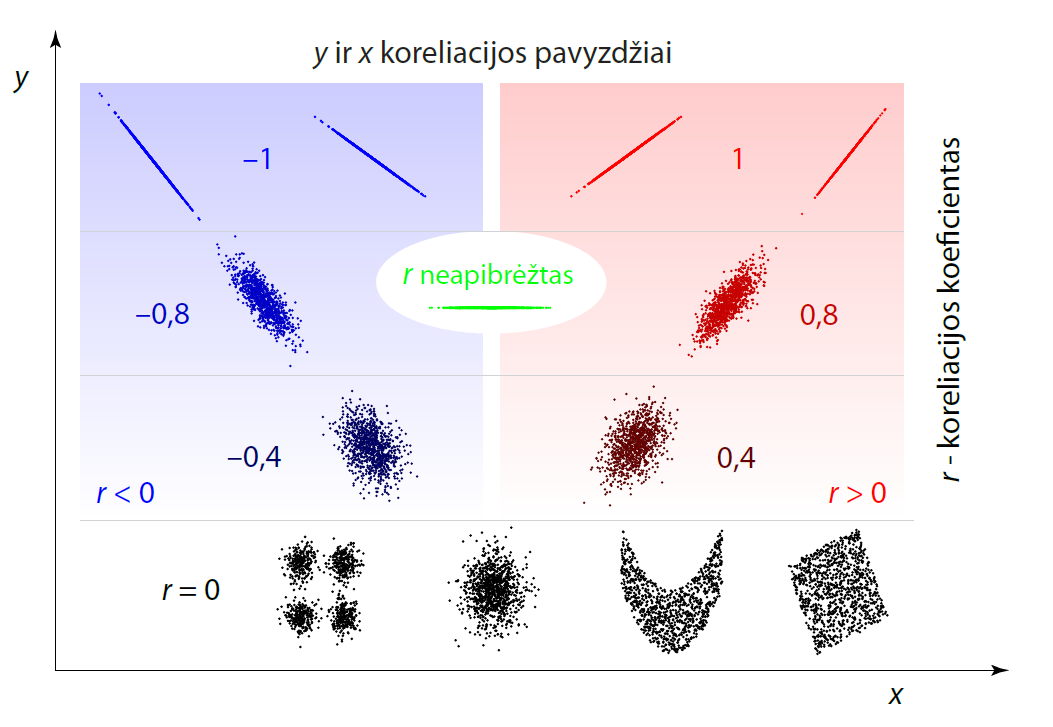 y ir x koreliacijos pavyzdžiai
y
–1
1
r neapibrėžtas
–0,8
0,8
–0,4
0,4
r < 0
r > 0
r = 0
x
r - koreliacijos koeficientas